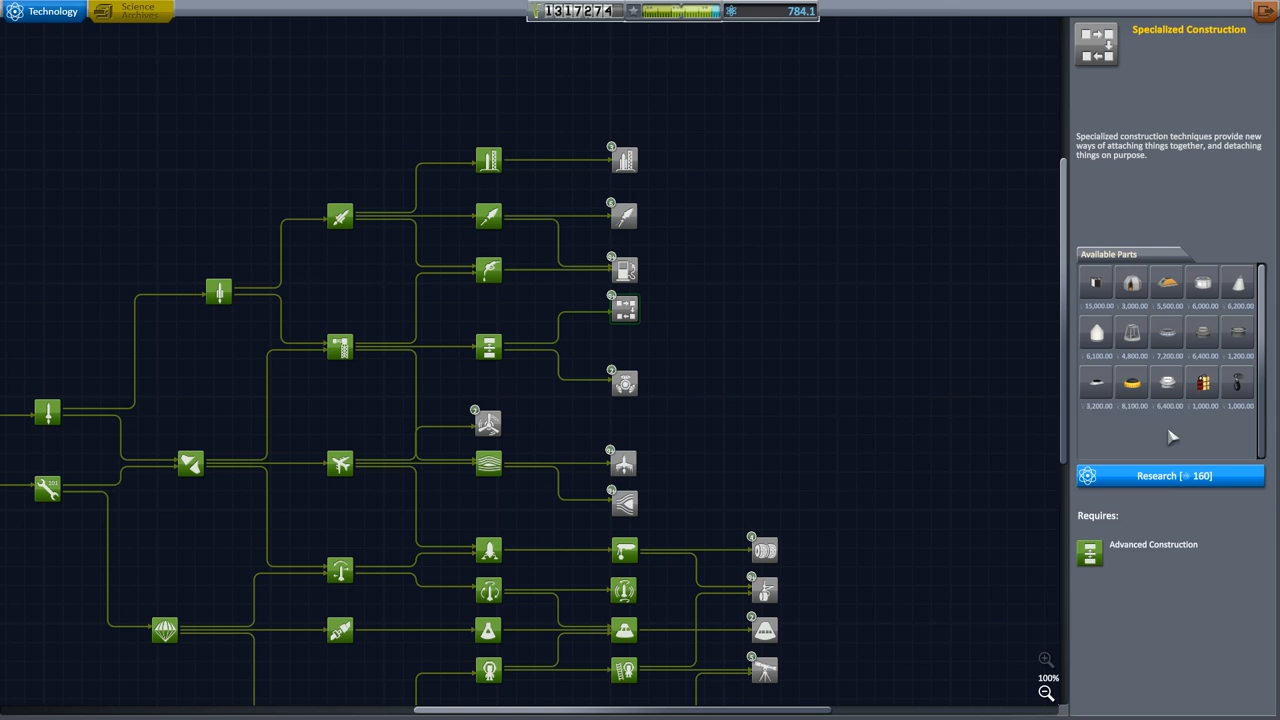 Technology
Science
Archives
1317274
784.1
Specialized Construction
Specialized construction techniques provide new
ways of attaching things together, and detaching
things on purpose.
Available Parts
15,000.00 3,000.00 5,500.00 6,000.00 6,200.00
6,100.00 4,800.00 7,200.00 6,400.00 1,200.00
3,200.00 8,100.00 6,400.00 1,000.00 1,000.00
Research [ 160]
Requires:
Advanced Construction
101
100%